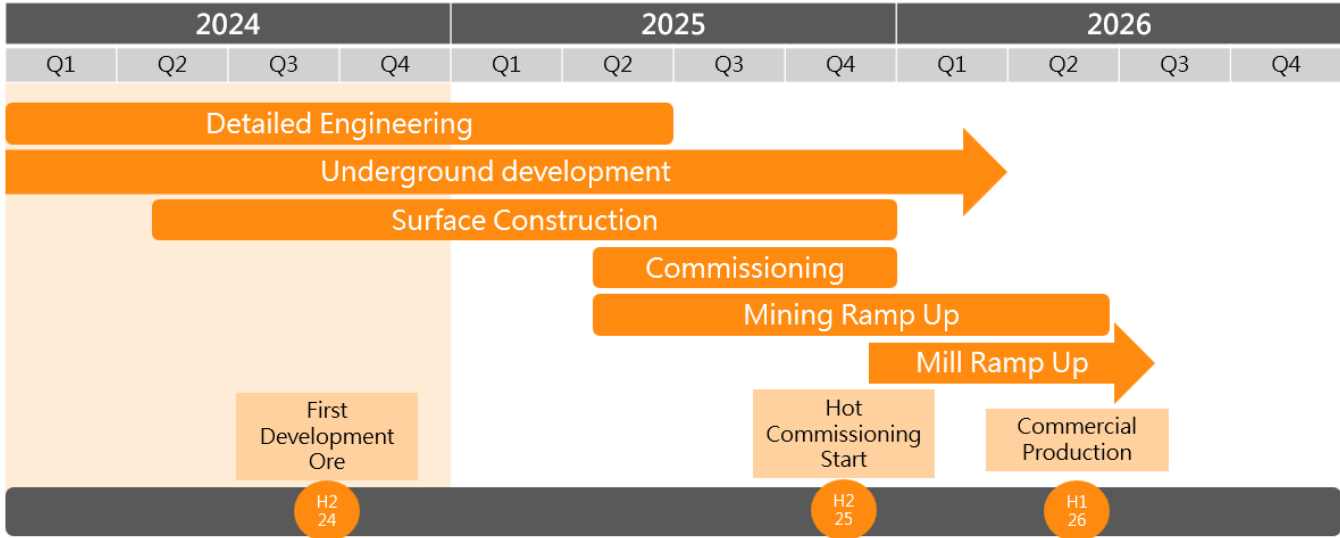 2024 2025 2026
Q1 Q2 Q3 Q4 Q1 Q2 Q3 Q4 Q1 Q2 Q3 Q4
Detailed Engineering
Underground development
Surface Construction
Commissioning
Mining Ramp Up
Mill Ramp Up
First
Development
Ore
Hot
Commissioning
Start
Commercial
Production
H2
24
H2
25
H1
26